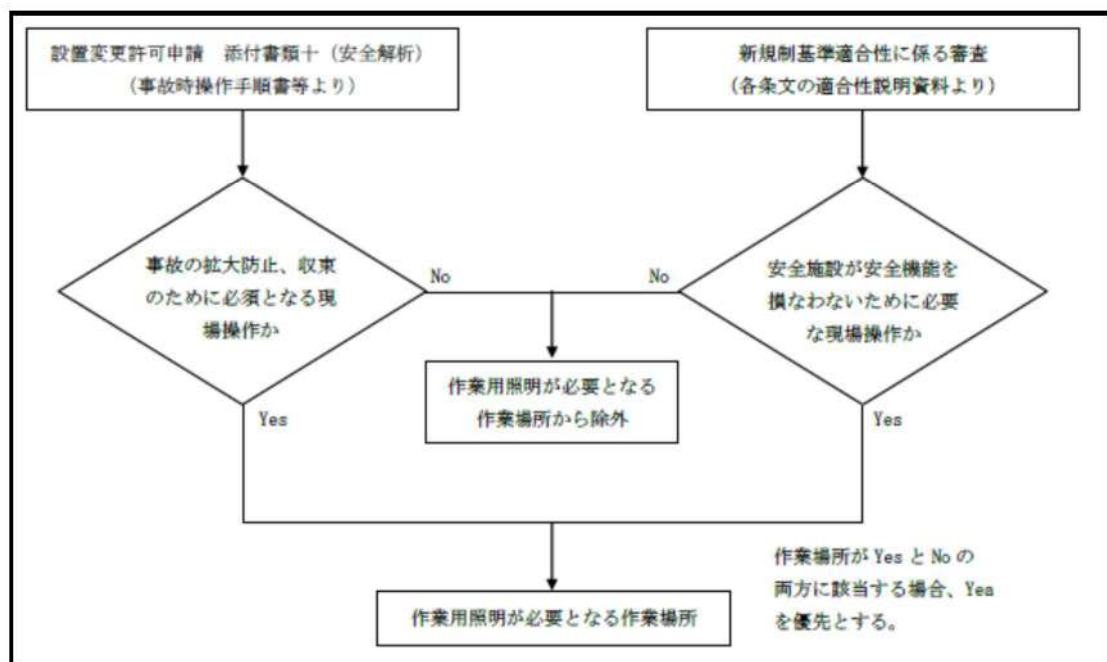 設置変更許可申請　添付書類十（安全解析）
（事故時操作手順書等より）
新規制基準適合性に係る審査
（各条文の適合性説明資料より）
事故の拡大防止、収束
のために必須となる現
場操作か
No
No
安全施設が安全機能を
損なわないために必要
な現場操作か
作業用照明が必要となる
作業場所から除外
Yes
Yes
作業場所が Yes と No の
両方に該当する場合、Yea
を優先とする。
作業用照明が必要となる作業場所